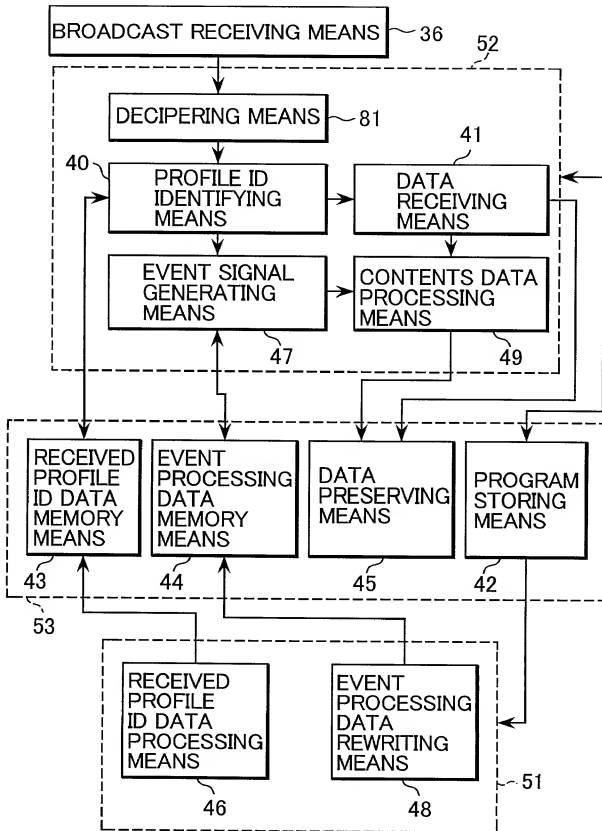 BROADCAST RECEIVING MEANS
36
52
DECIPERING MEANS
81
40
PROFILE ID
IDENTIFYING
MEANS
41
DATA
RECEIVING
MEANS
EVENT SIGNAL
GENERATING
MEANS
47
CONTENTS DATA
PROCESSING
MEANS
49
RECEIVED
PROFILE
ID DATA
MEMORY
MEANS
43
EVENT
PROCESSING
DATA
MEMORY
MEANS
44
DATA
PRESERVING
MEANS
45
PROGRAM
STORING
MEANS
42
53
RECEIVED
PROFILE
ID DATA
PROCESSING
MEANS
46
EVENT
PROCESSING
DATA
REWRITING
MEANS
48
51